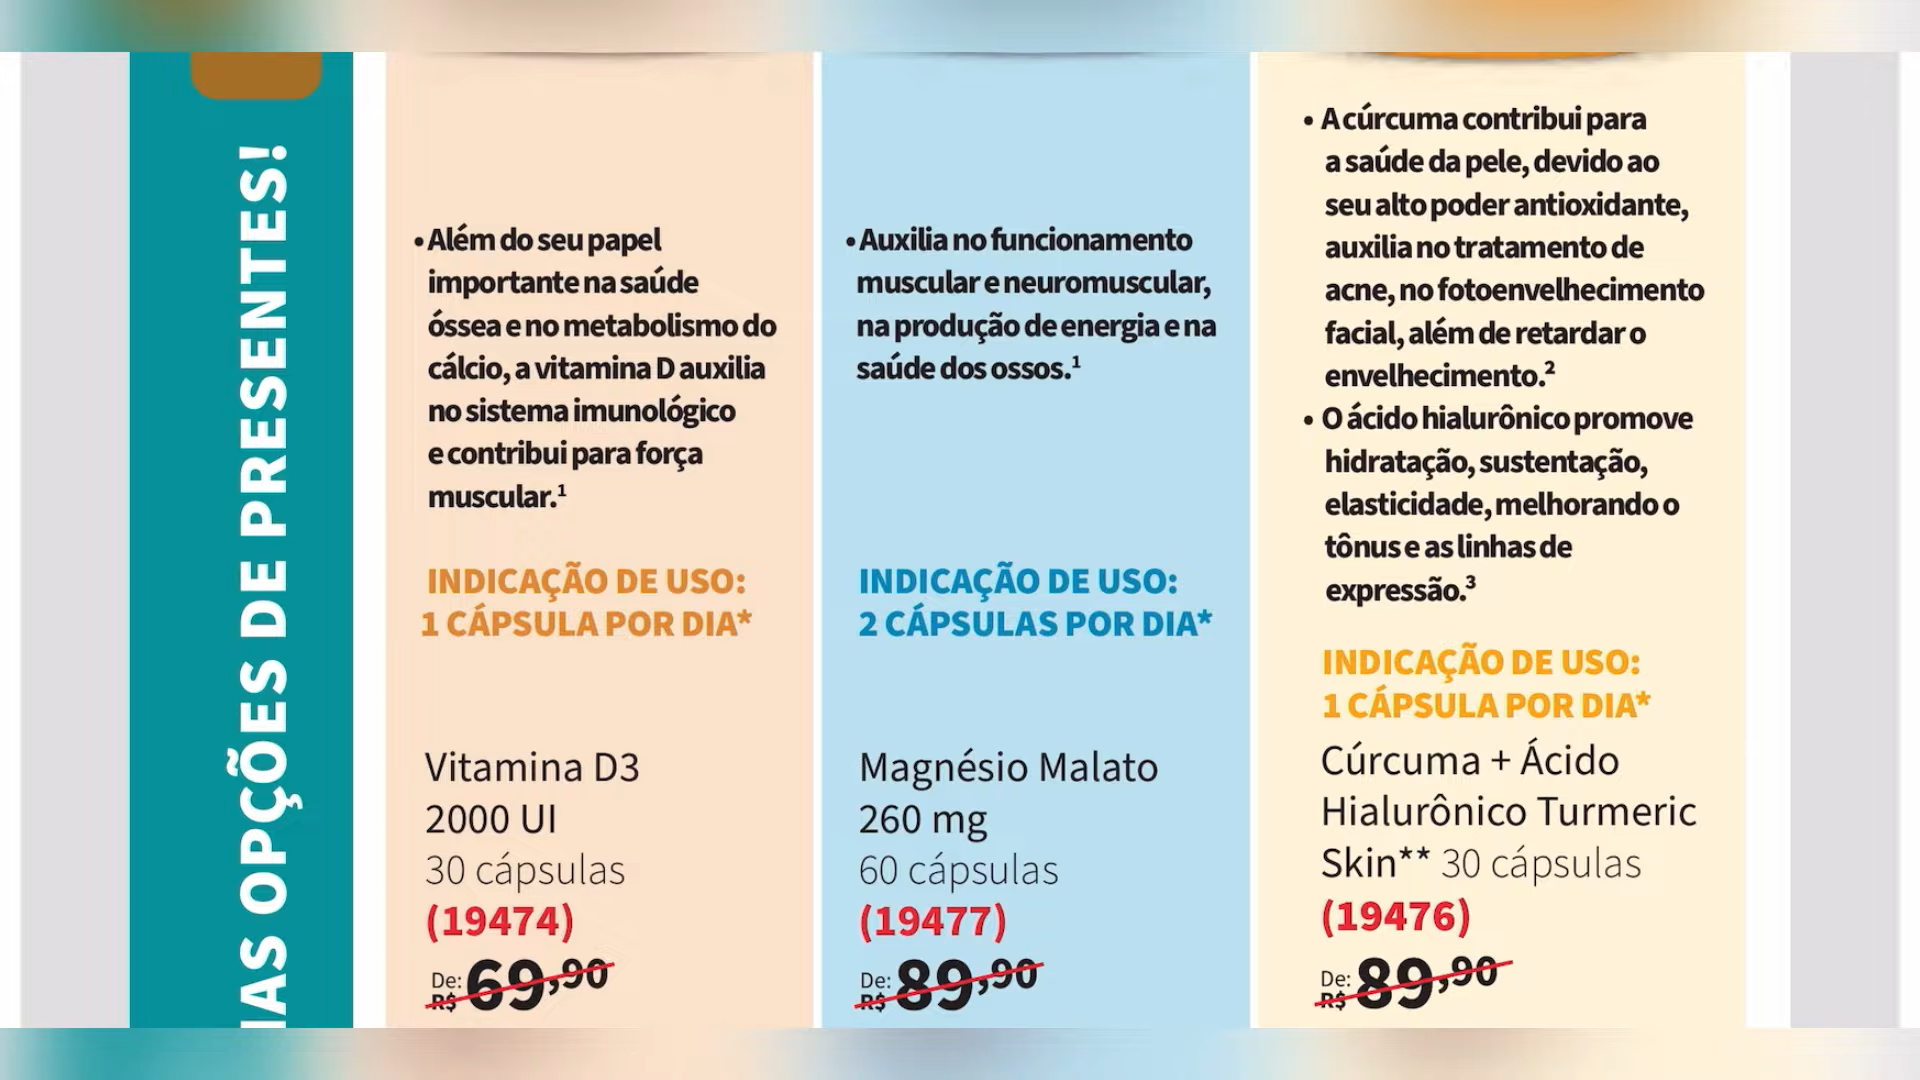 AS OPÇÕES DE PRESENTES!
• Além do seu papel
importante na saúde
óssea e no metabolismo do
cálcio, a vitamina D auxilia
no sistema imunológico
e contribui para força
muscular.¹
INDICAÇÃO DE USO:
1 CÁPSULA POR DIA*
Vitamina D3
2000 UI
30 cápsulas
(19474)
De:
R$ 69,90
• Auxilia no funcionamento
muscular e neuromuscular,
na produção de energia e na
saúde dos ossos.¹
INDICAÇÃO DE USO:
2 CÁPSULAS POR DIA*
Magnésio Malato
260 mg
60 cápsulas
(19477)
De:
R$ 89,90
• A cúrcuma contribui para
a saúde da pele, devido ao
seu alto poder antioxidante,
auxilia no tratamento de
acne, no fotoenvelhecimento
facial, além de retardar o
envelhecimento.²
• O ácido hialurônico promove
hidratação, sustentação,
elasticidade, melhorando o
tônus e as linhas de
expressão.³
INDICAÇÃO DE USO:
1 CÁPSULA POR DIA*
Cúrcuma + Ácido
Hialurônico Turmeric
Skin** 30 cápsulas
(19476)
De:
R$ 89,90